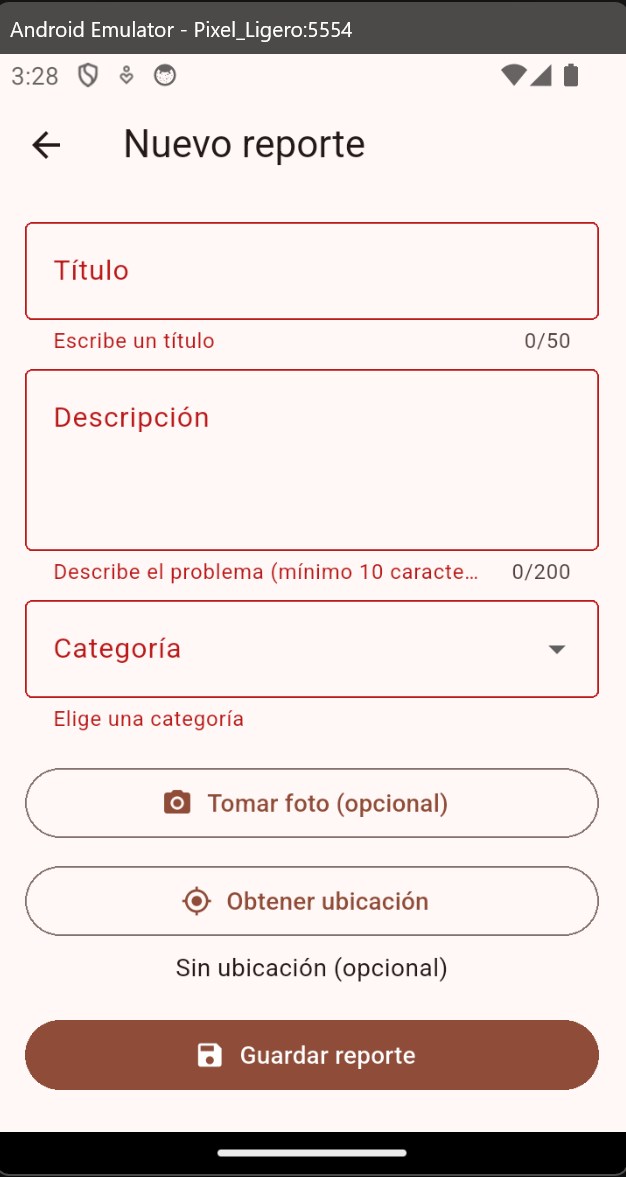 Android Emulator - Pixel_Ligero:5554
3:28
Nuevo reporte
Título
Escribe un título 0/50
Descripción
Describe el problema (mínimo 10 caracte... 0/200
Categoría
Elige una categoría
Tomar foto (opcional)
Obtener ubicación
Sin ubicación (opcional)
Guardar reporte